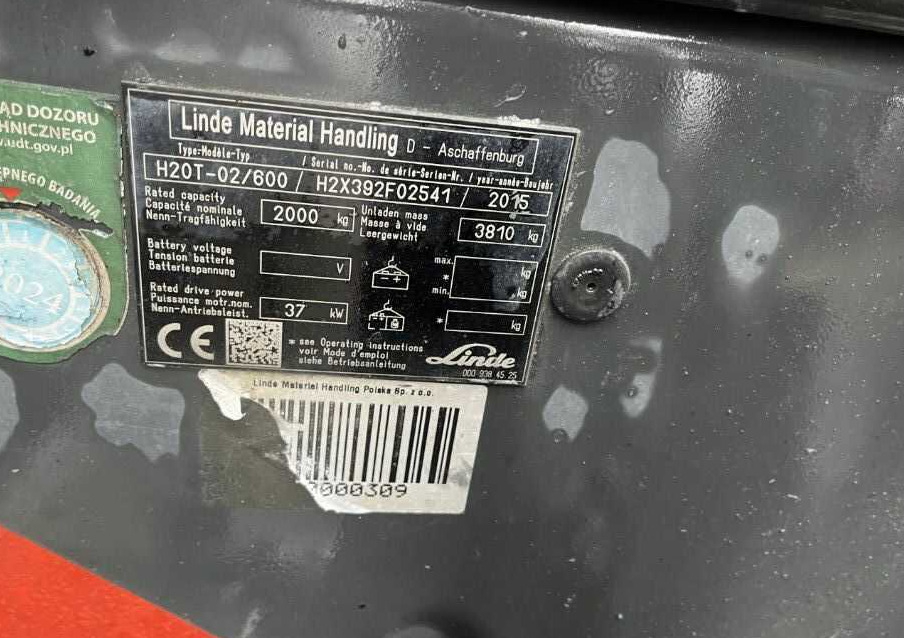 AD DOZORU
HNICZNEGO
w.udt.gov.pl
ĘPNEGO BADANIA
2024
Linde Material Handling D - Aschaffenburg
Type-Modèle-Typ / Serial no.-No. de série-Serien-Nr. / year-année-Baujahr
H20T-02/600 / H2X392F02541 / 2015
Rated capacity
Capacité nominale
Nenn-Tragfähigkeit
2000 kg
Unladen mass
Masse à vide
Leergewicht
3810 kg
Battery voltage
Tension batterie
Batteriespannung
V
max. kg
*
min. kg
Rated drive power
Puissance motr.nom.
Nenn-Antriebsleist.
37 kW
* kg
CE
* see Operating instructions
voir Mode d'emploi
siehe Betriebsanleitung
Linde
000 938 45 25
Linde Material Handling Polska Sp. z o.o.
000309